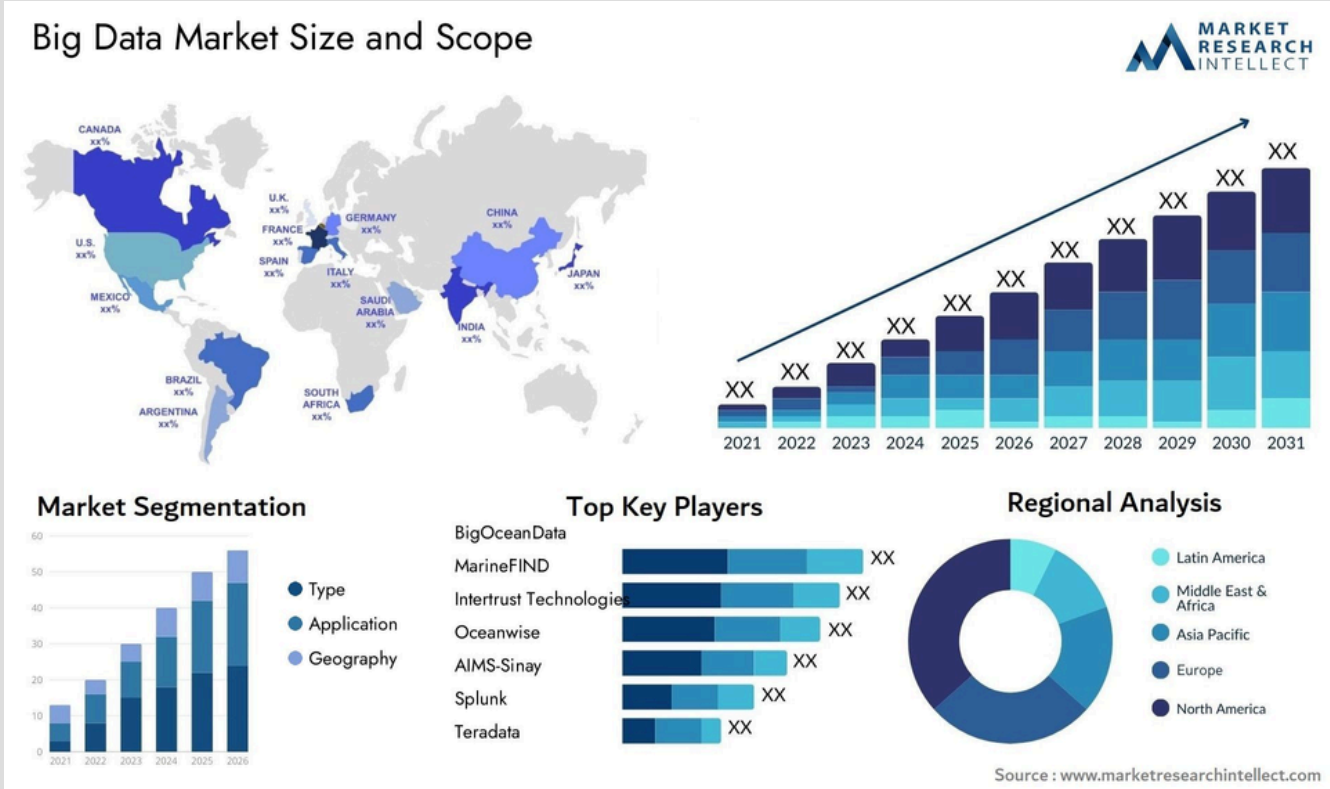 Big Data Market Size and Scope
MARKET
RESEARCH
INTELLECT
CANADA
xx%
U.S.
xx%
MEXICO
xx%
BRAZIL
xx%
ARGENTINA
xx%
U.K.
xx%
FRANCE
xx%
SPAIN
xx%
GERMANY
xx%
ITALY
xx%
SAUDI
ARABIA
xx%
SOUTH
AFRICA
xx%
CHINA
xx%
INDIA
xx%
JAPAN
xx%
XX
XX
XX
XX
XX
XX
XX
XX
XX
XX
XX
2021 2022 2023 2024 2025 2026 2027 2028 2029 2030 2031
Market Segmentation
60
50
40
30
20
10
0
2021 2022 2023 2024 2025 2026
Type
Application
Geography
Top Key Players
BigOceanData
MarineFIND XX
Intertrust Technologies XX
Oceanwise XX
AIMS-Sinay XX
Splunk XX
Teradata XX
Regional Analysis
Latin America
Middle East &
Africa
Asia Pacific
Europe
North America
Source : www.marketresearchintellect.com